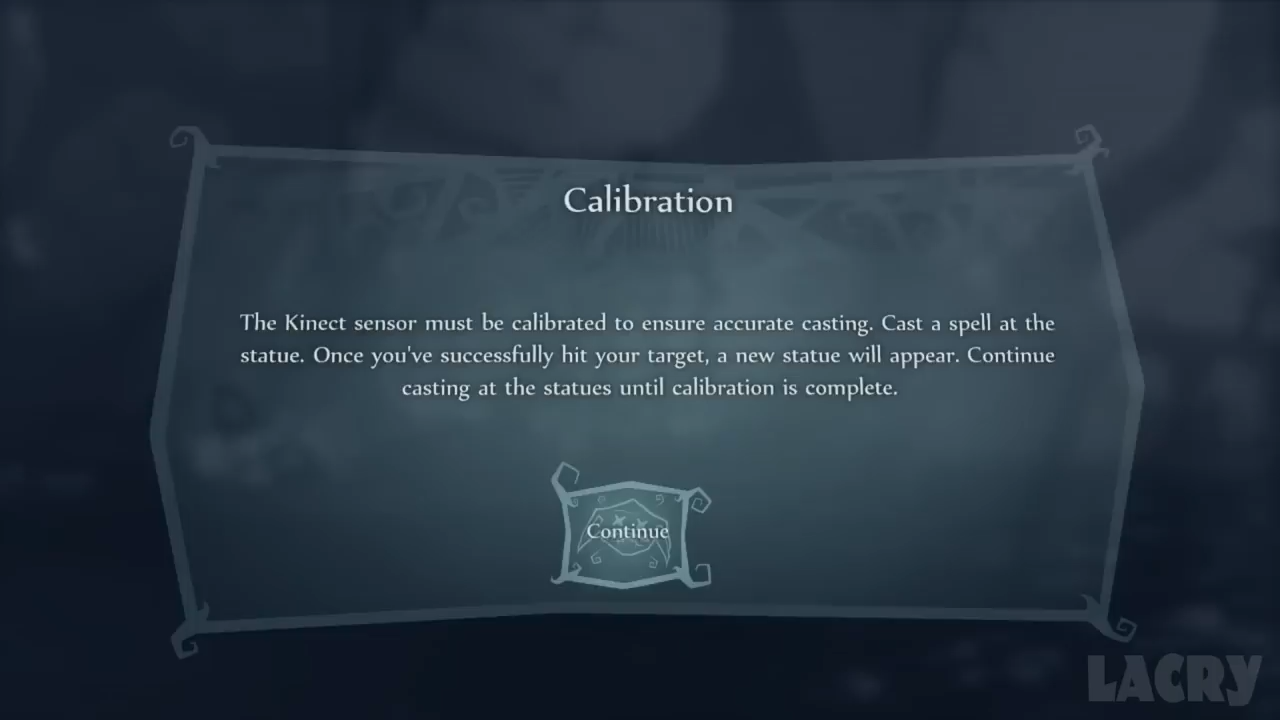 Calibration
The Kinect sensor must be calibrated to ensure accurate casting. Cast a spell at the
statue. Once you've successfully hit your target, a new statue will appear. Continue
casting at the statues until calibration is complete.
Continue
LACRY